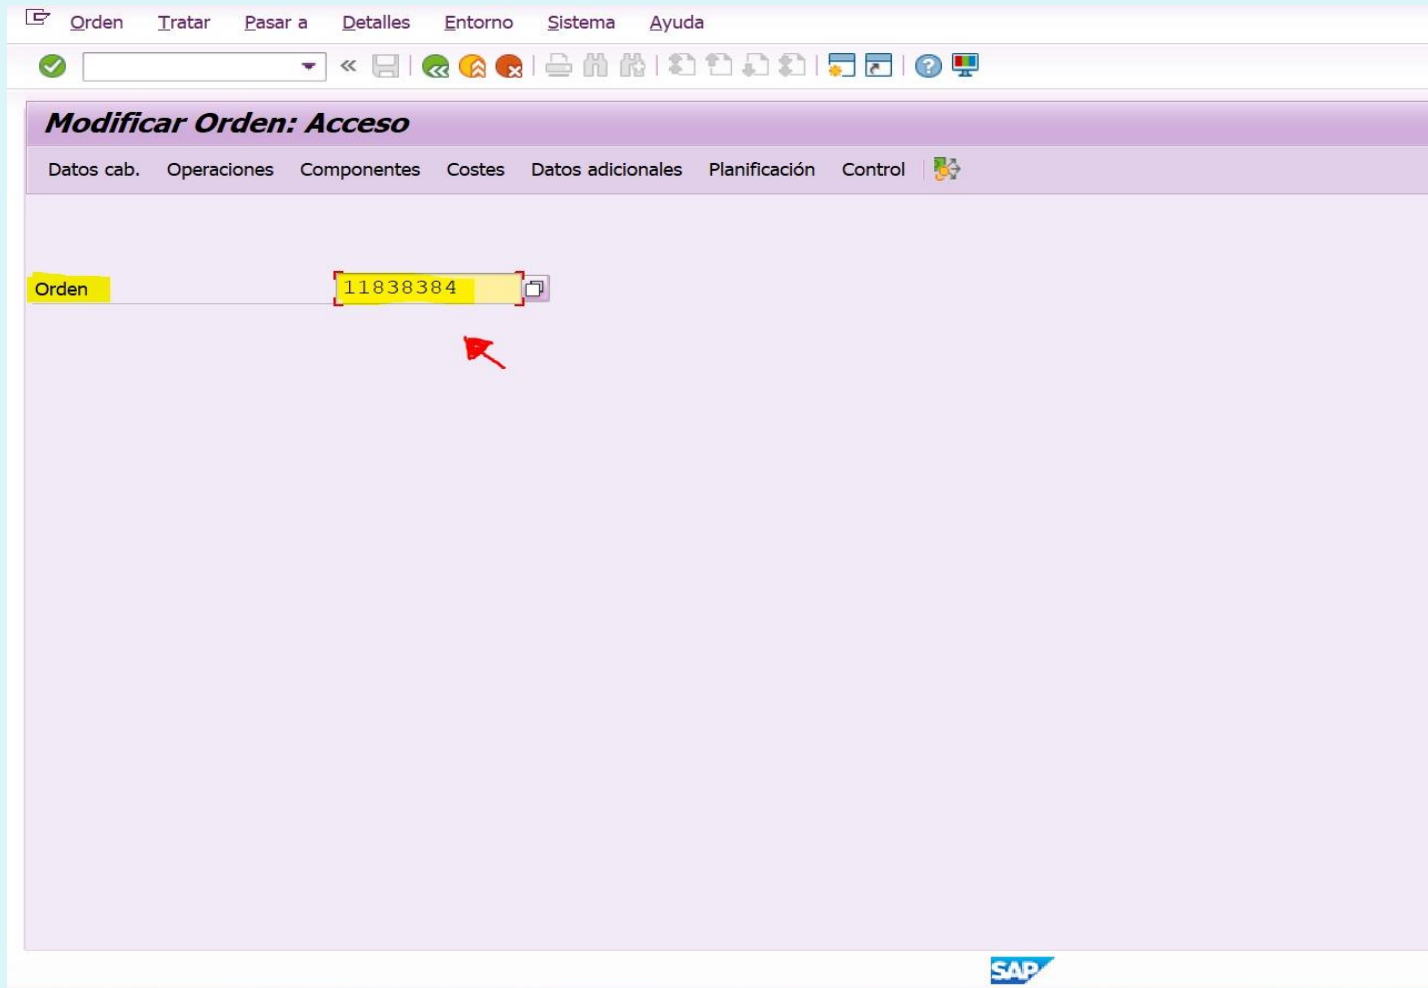 Orden Tratar Pasar a Detalles Entorno Sistema Ayuda
Modificar Orden: Acceso
Datos cab. Operaciones Componentes Costes Datos adicionales Planificación Control
Orden 11838384
SAP